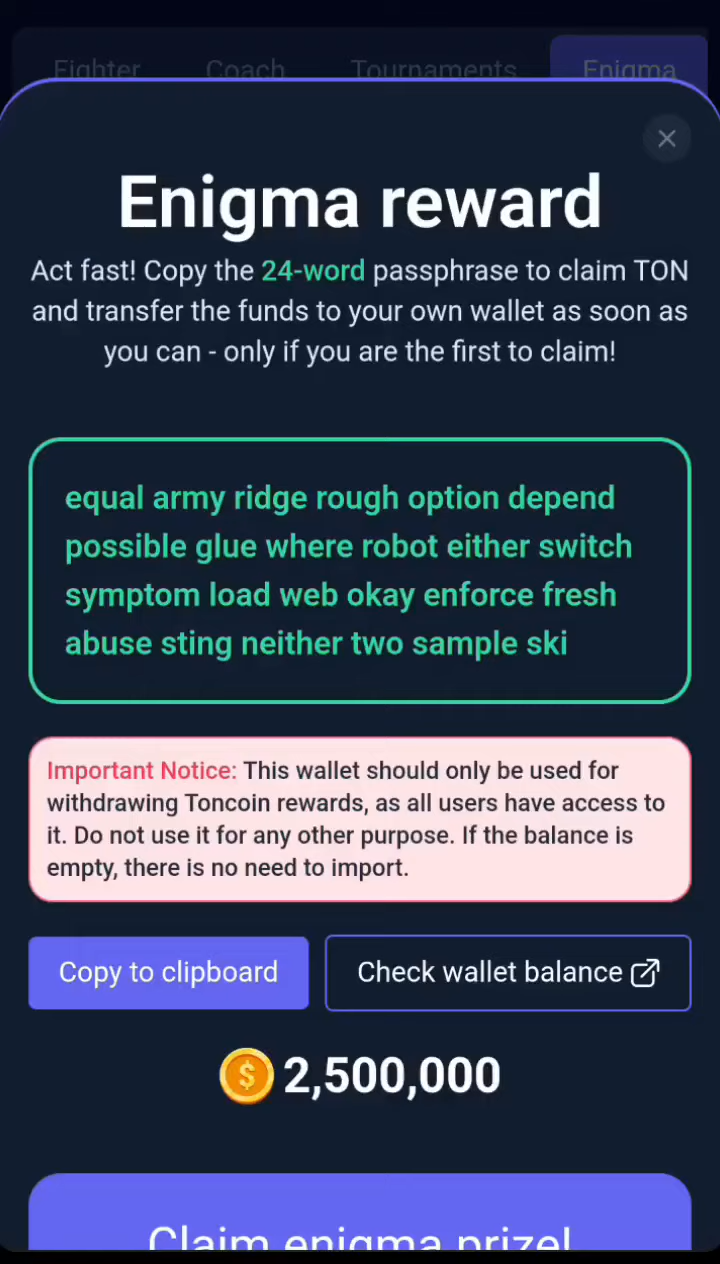 Fighter Coach Tournaments Enigma
Enigma reward
Act fast! Copy the 24-word passphrase to claim TON
and transfer the funds to your own wallet as soon as
you can - only if you are the first to claim!
equal army ridge rough option depend
possible glue where robot either switch
symptom load web okay enforce fresh
abuse sting neither two sample ski
Important Notice: This wallet should only be used for
withdrawing Toncoin rewards, as all users have access to
it. Do not use it for any other purpose. If the balance is
empty, there is no need to import.
Copy to clipboard Check wallet balance
2,500,000
Claim enigma prize!